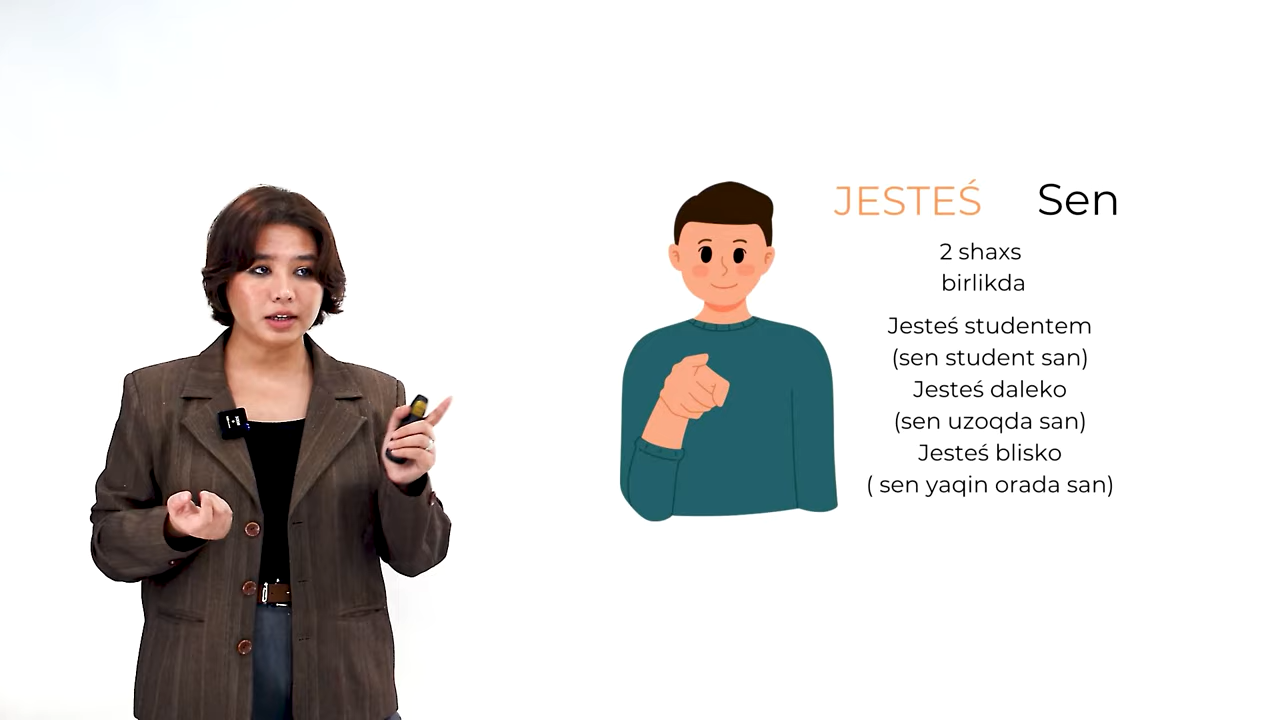 JESTEŚ Sen
2 shaxs
birlikda
Jesteś studentem
(sen student san)
Jesteś daleko
(sen uzoqda san)
Jesteś blisko
( sen yaqin orada san)